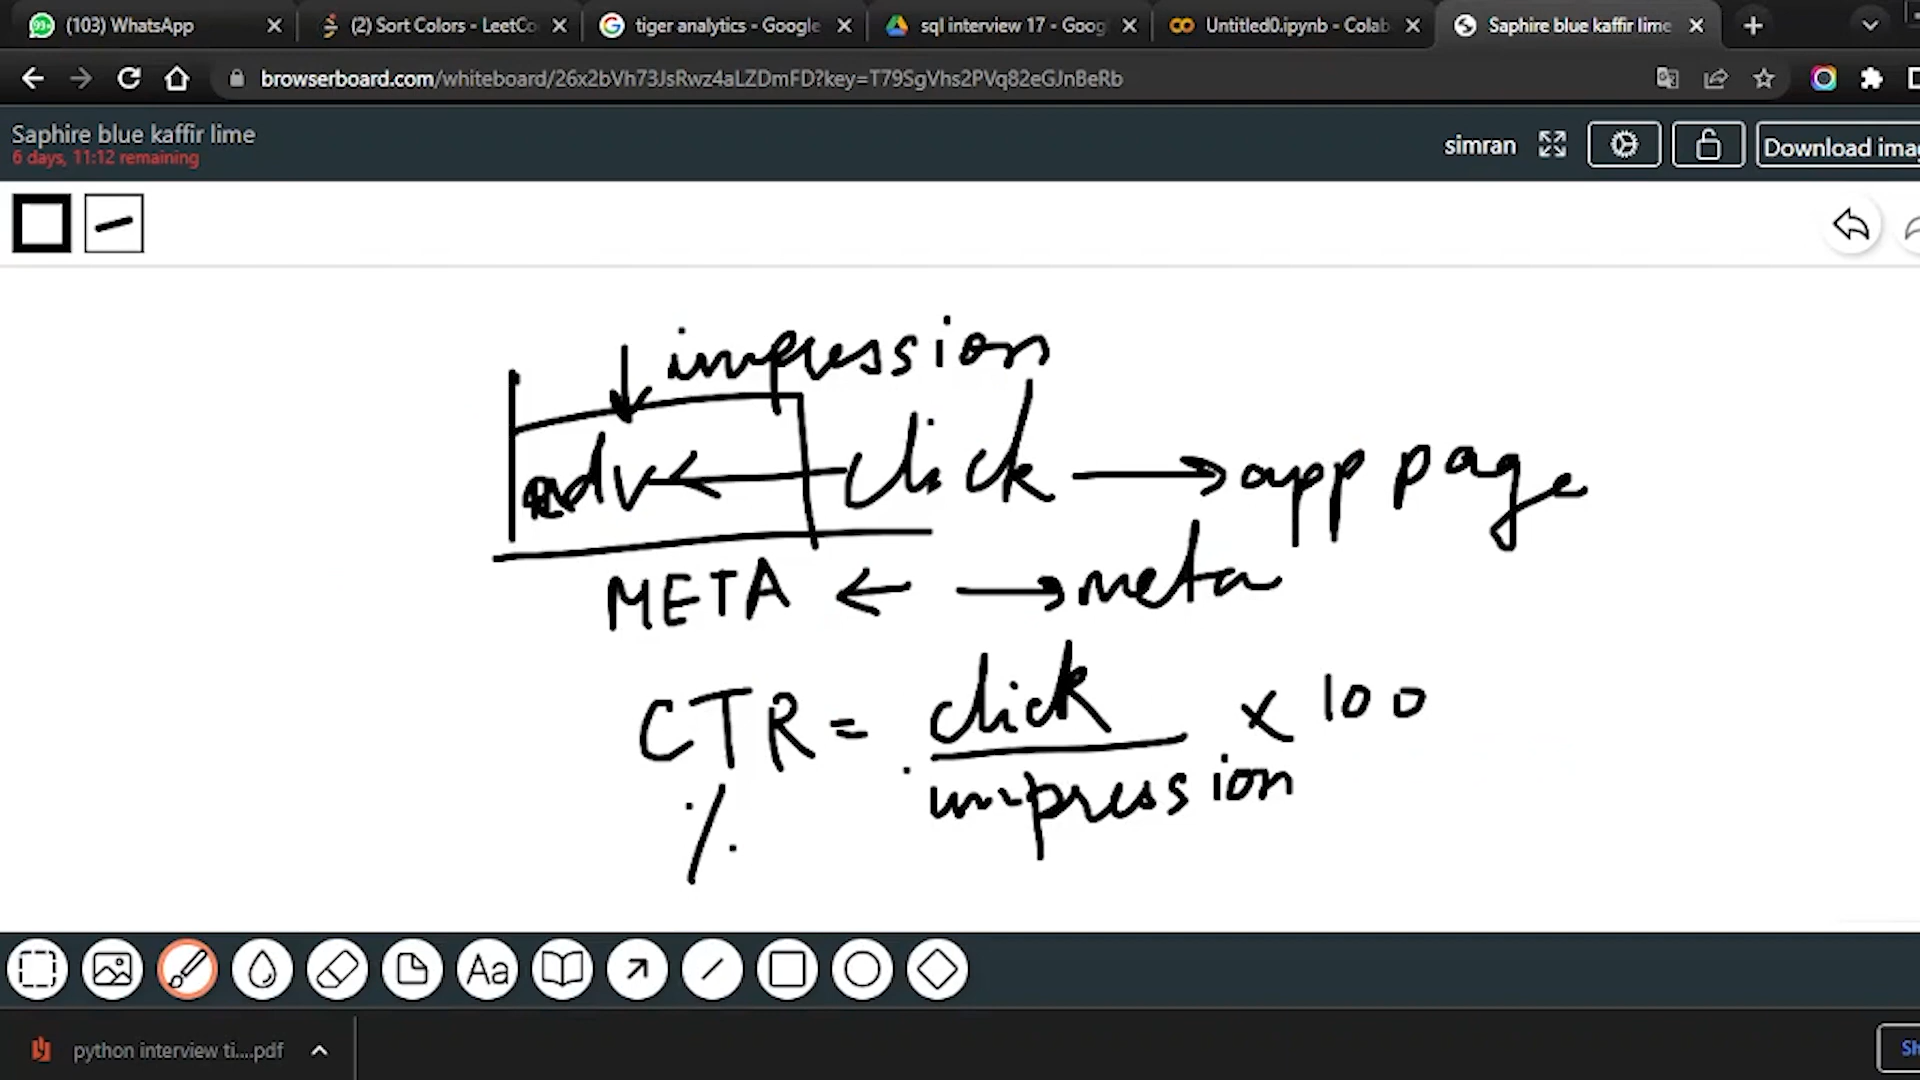 (103) WhatsApp
(2) Sort Colors - LeetCo
tiger analytics - Google
sql interview 17 - Goog
Untitled0.ipynb - Colab
Saphire blue kaffir lime
browserboard.com/whiteboard/26x2bVh73JsRwz4aLZDmFD?key=T79SgVhs2PVq82eGJnBeRb
Saphire blue kaffir lime
6 days, 11:12 remaining
simran
Download imag
impression
adv ← click → app page
META ← → meta
CTR = click × 100
impression
%
Aa
python interview ti....pdf
Sh